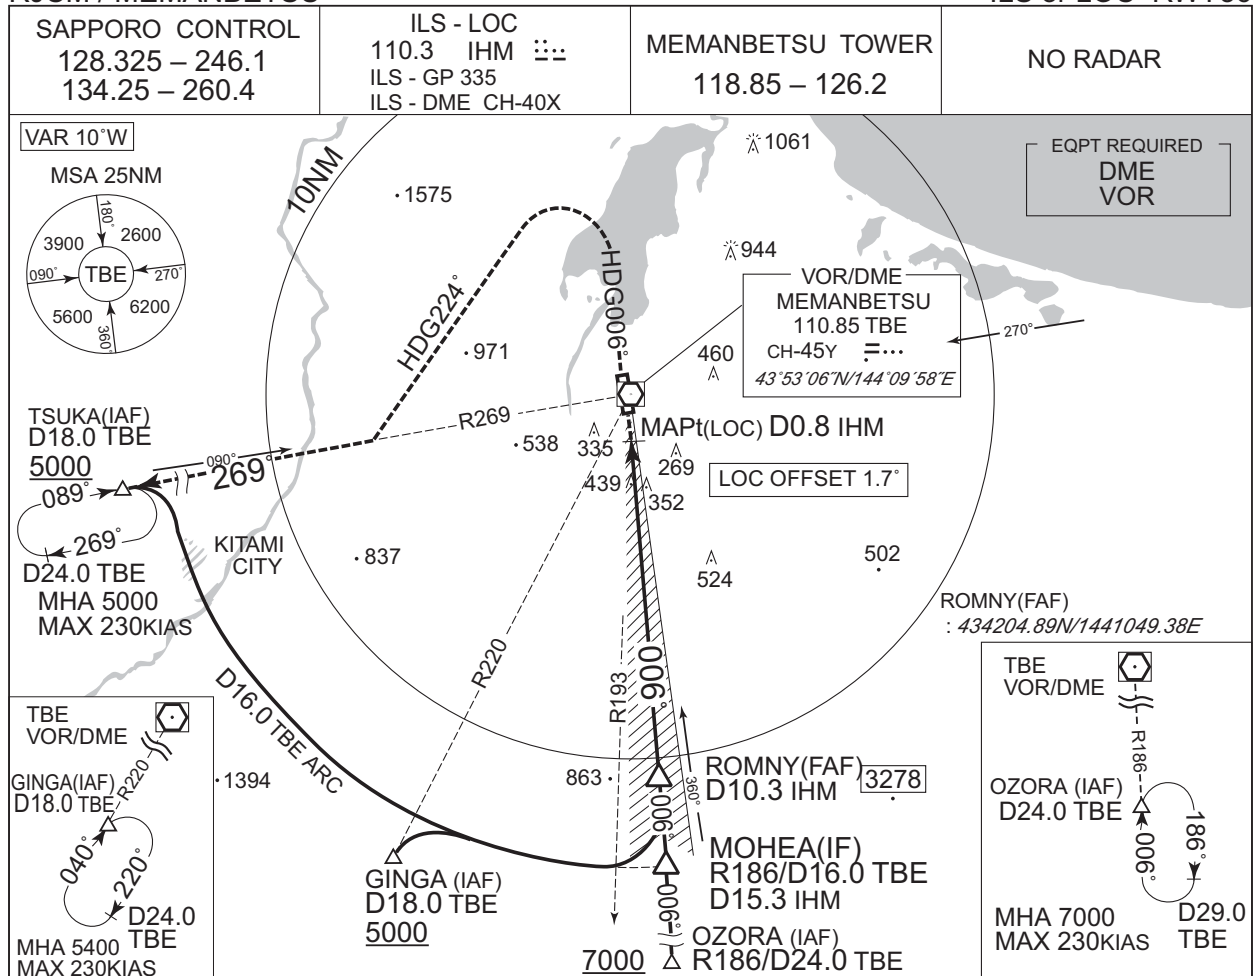 SAPPORO CONTROL
128.325 – 246.1
134.25 – 260.4
ILS - LOC
110.3 IHM
ILS - GP 335
ILS - DME CH-40X
MEMANBETSU TOWER
118.85 – 126.2
NO RADAR
VAR 10°W
MSA 25NM
180°
3900
2600
090°
TBE
270°
5600
6200
360°
10NM
1575
1061
EQPT REQUIRED
DME
VOR
944
HDG006°
HDG224°
VOR/DME
MEMANBETSU
110.85 TBE
CH-45Y
43°53´06˝N/144°09´58˝E
270°
971
460
TSUKA(IAF)
D18.0 TBE
5000
R269
538
335
MAPt(LOC) D0.8 IHM
269
090°
269°
LOC OFFSET 1.7°
439
352
089°
269°
D24.0 TBE
MHA 5000
MAX 230KIAS
KITAMI
CITY
837
524
502
ROMNY(FAF)
: 434204.89N/1441049.38E
R220
R193
006°
D16.0 TBE ARC
TBE
VOR/DME
R220
GINGA(IAF)
D18.0 TBE
040°
220°
D24.0
TBE
MHA 5400
MAX 230KIAS
1394
863
ROMNY(FAF)
D10.3 IHM
3278
360°
006°
MOHEA(IF)
R186/D16.0 TBE
D15.3 IHM
GINGA (IAF)
D18.0 TBE
5000
006°
7000
OZORA (IAF)
R186/D24.0 TBE
TBE
VOR/DME
R186
OZORA (IAF)
D24.0 TBE
006°
186°
MHA 7000
MAX 230KIAS
D29.0
TBE